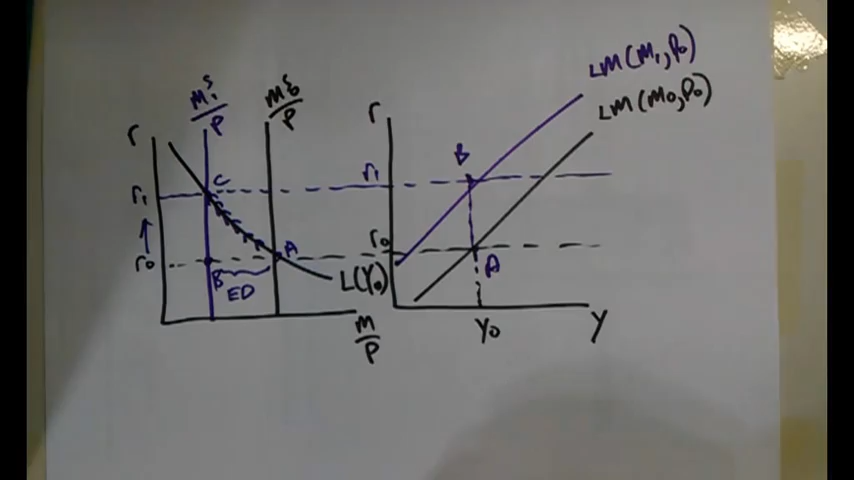 LM(M₁,P₀)
LM(M₀,P₀)
M₁ˢ/P
M₀ˢ/P
r
r
C
B
r₁
r₁
r₀
r₀
A
A
B
ED
L(Y₀)
M/P
Y₀
Y